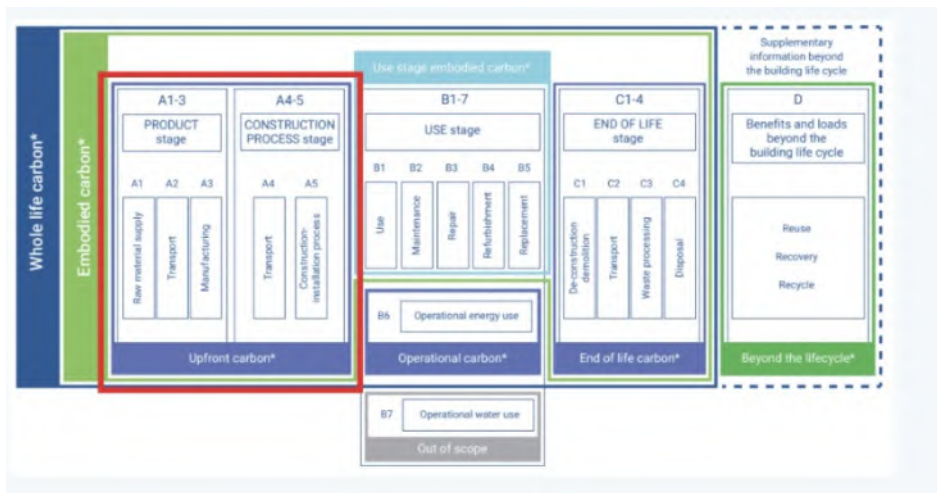 Whole life carbon*
Embodied carbon*
Supplementary
information beyond
the building life cycle
Use stage embodied carbon*
A1-3
PRODUCT
stage
A1 A2 A3
Raw material supply
Transport
Manufacturing
A4-5
CONSTRUCTION
PROCESS stage
A4 A5
Transport
Construction-
installation process
Upfront carbon*
B1-7
USE stage
B1 B2 B3 B4 B5
Use
Maintenance
Repair
Refurbishment
Replacement
B6 Operational energy use
Operational carbon*
B7 Operational water use
Out of scope
C1-4
END OF LIFE
stage
C1 C2 C3 C4
De-construction
demolition
Transport
Waste processing
Disposal
End of life carbon*
D
Benefits and loads
beyond the
building life cycle
Reuse
Recovery
Recycle
Beyond the lifecycle*